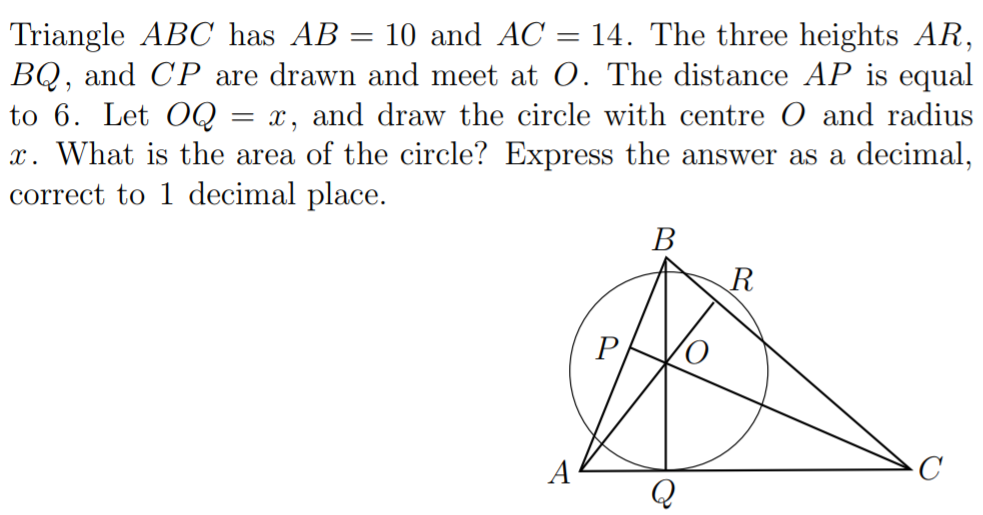 Triangle ABC has AB = 10 and AC = 14. The three heights AR,
BQ, and CP are drawn and meet at O. The distance AP is equal
to 6. Let OQ = x, and draw the circle with centre O and radius
x. What is the area of the circle? Express the answer as a decimal,
correct to 1 decimal place.
B
R
P
O
A
C
Q